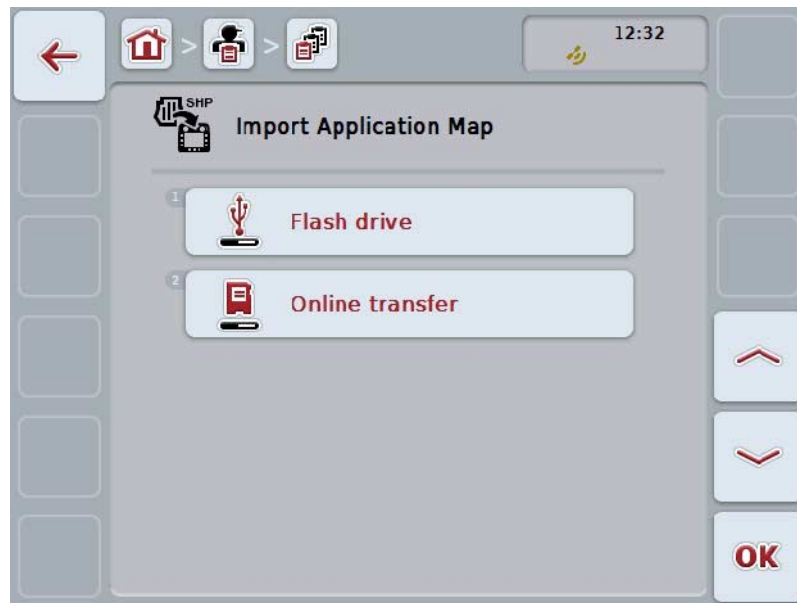 12:32
SHP
Import Application Map
1
Flash drive
2
Online transfer
OK